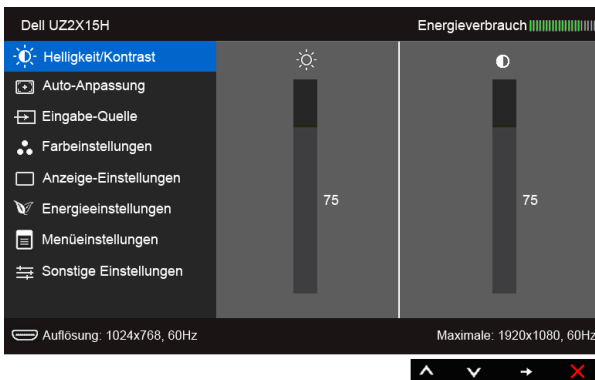 Dell UZ2X15H
Energieverbrauch
Helligkeit/Kontrast
Auto-Anpassung
Eingabe-Quelle
Farbeinstellungen
Anzeige-Einstellungen
Energieeinstellungen
Menüeinstellungen
Sonstige Einstellungen
75
75
Auflösung: 1024x768, 60Hz
Maximale: 1920x1080, 60Hz